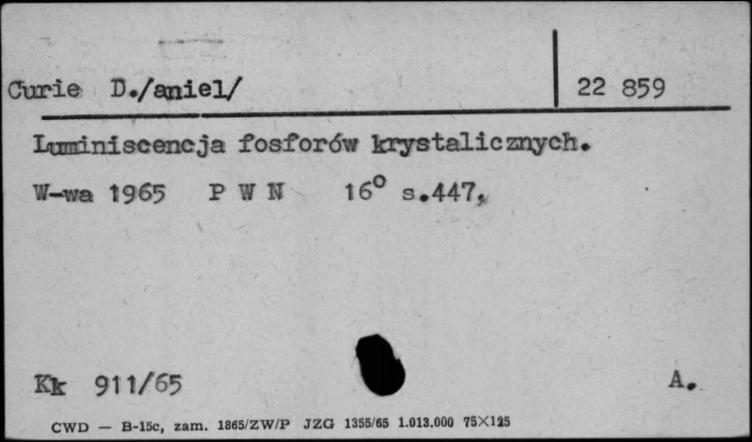 Curie D./aniel/ 22 859
Luminiscencja fosforów krystalicznych.
W-wa 1965 P W N 16° s.447,
Kk 911/65 A.
CWD — B-15c, zam. 1865/ZW/P JZG 1355/65 1.013.000 75×125